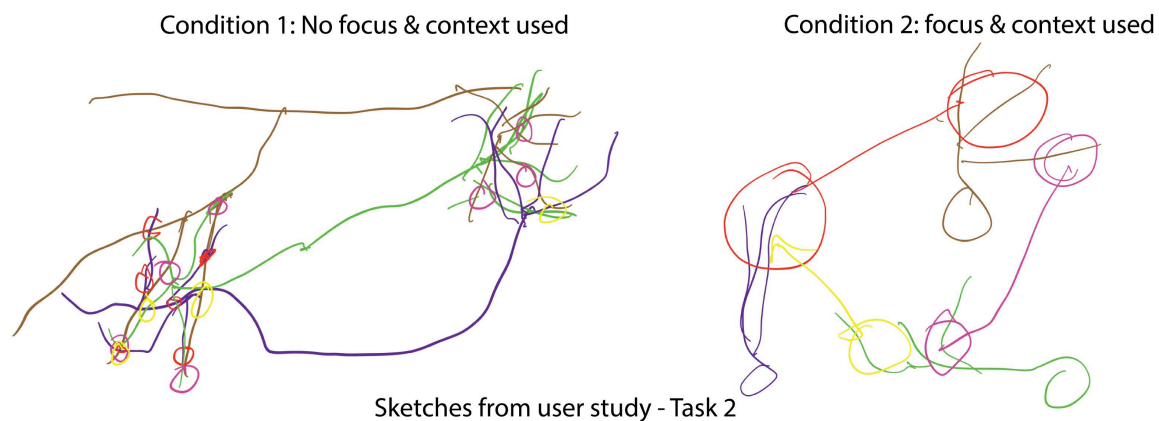 Condition 1: No focus & context used
Condition 2: focus & context used
Sketches from user study - Task 2